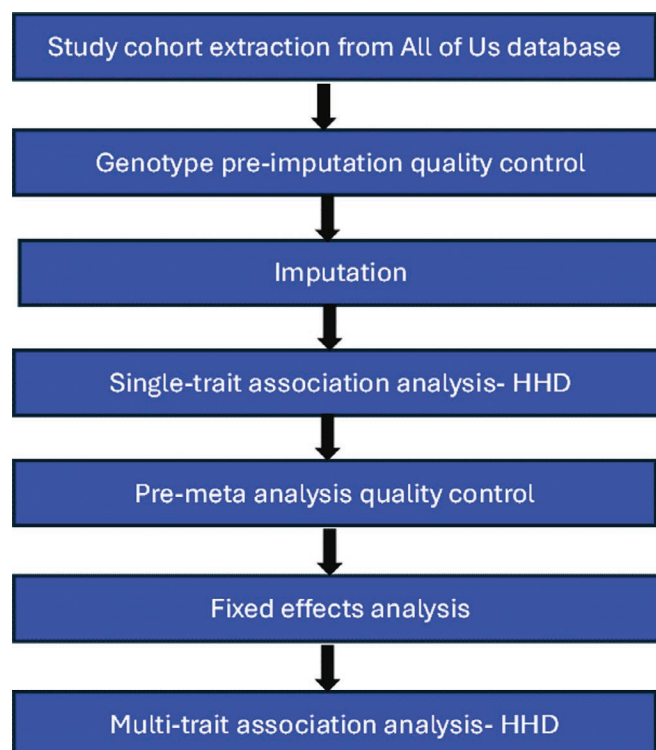 Study cohort extraction from All of Us database
Genotype pre-imputation quality control
Imputation
Single-trait association analysis- HHD
Pre-meta analysis quality control
Fixed effects analysis
Multi-trait association analysis- HHD